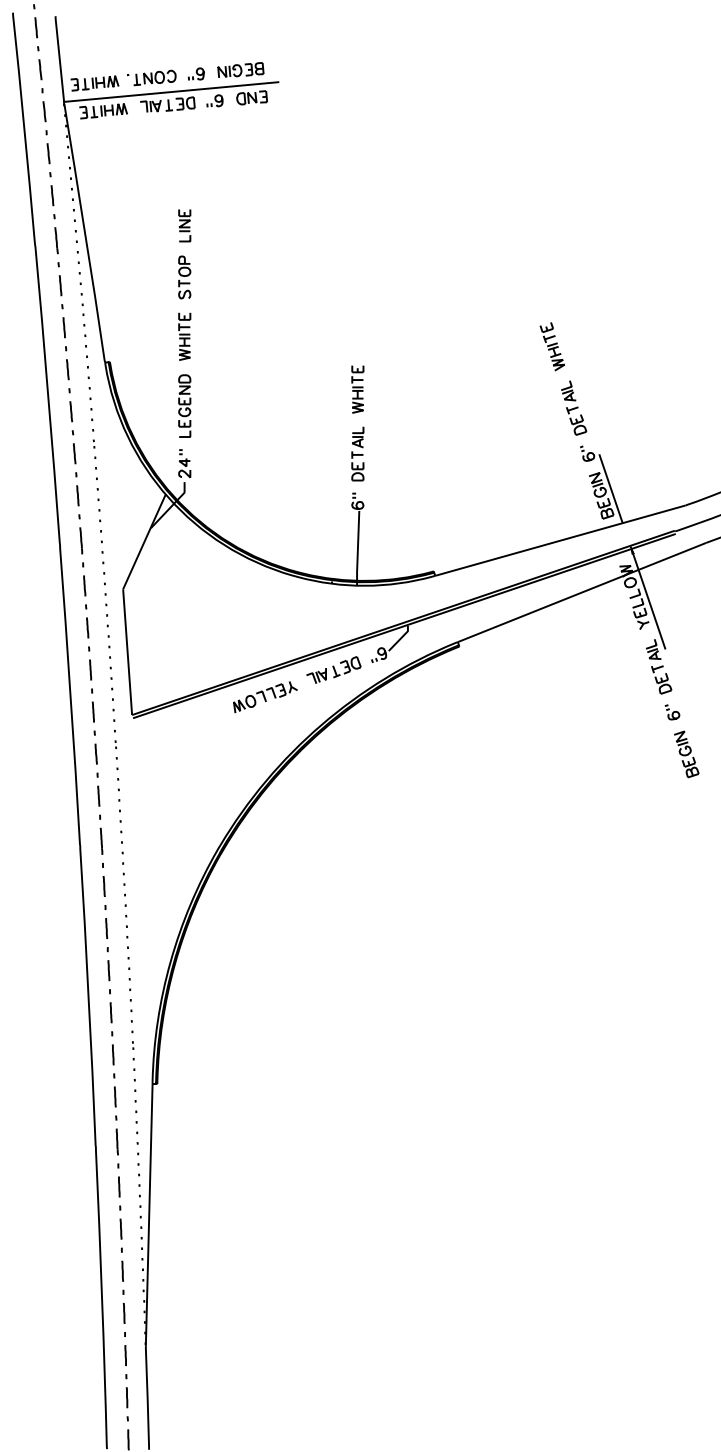 BEGIN 6" CONT. WHITE
END 6" DETAIL WHITE
24" LEGEND WHITE STOP LINE
6" DETAIL WHITE
BEGIN 6" DETAIL WHITE
6" DETAIL YELLOW
BEGIN 6" DETAIL YELLOW